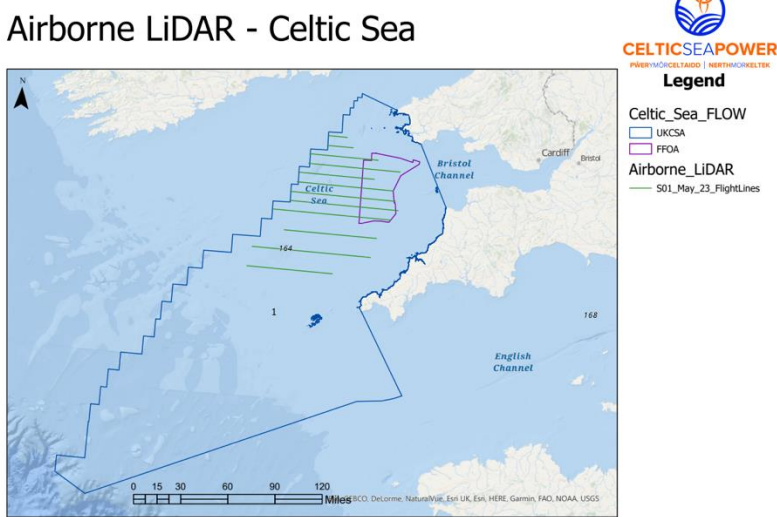 Airborne LiDAR - Celtic Sea
CELTICSEAPOWER
PŴERYMÔRCELTAIDD | NERTHMORKELTEK
Legend
Celtic_Sea_FLOW
UKCSA
FFOA
Airborne_LiDAR
S01_May_23_FlightLines
N
Cardiff
Bristol
Bristol
Channel
Celtic
Sea
164
1
168
English
Channel
0 15 30 60 90 120
Miles
EBCO, DeLorme, NaturalVue, Esri UK, Esri, HERE, Garmin, FAO, NOAA, USGS